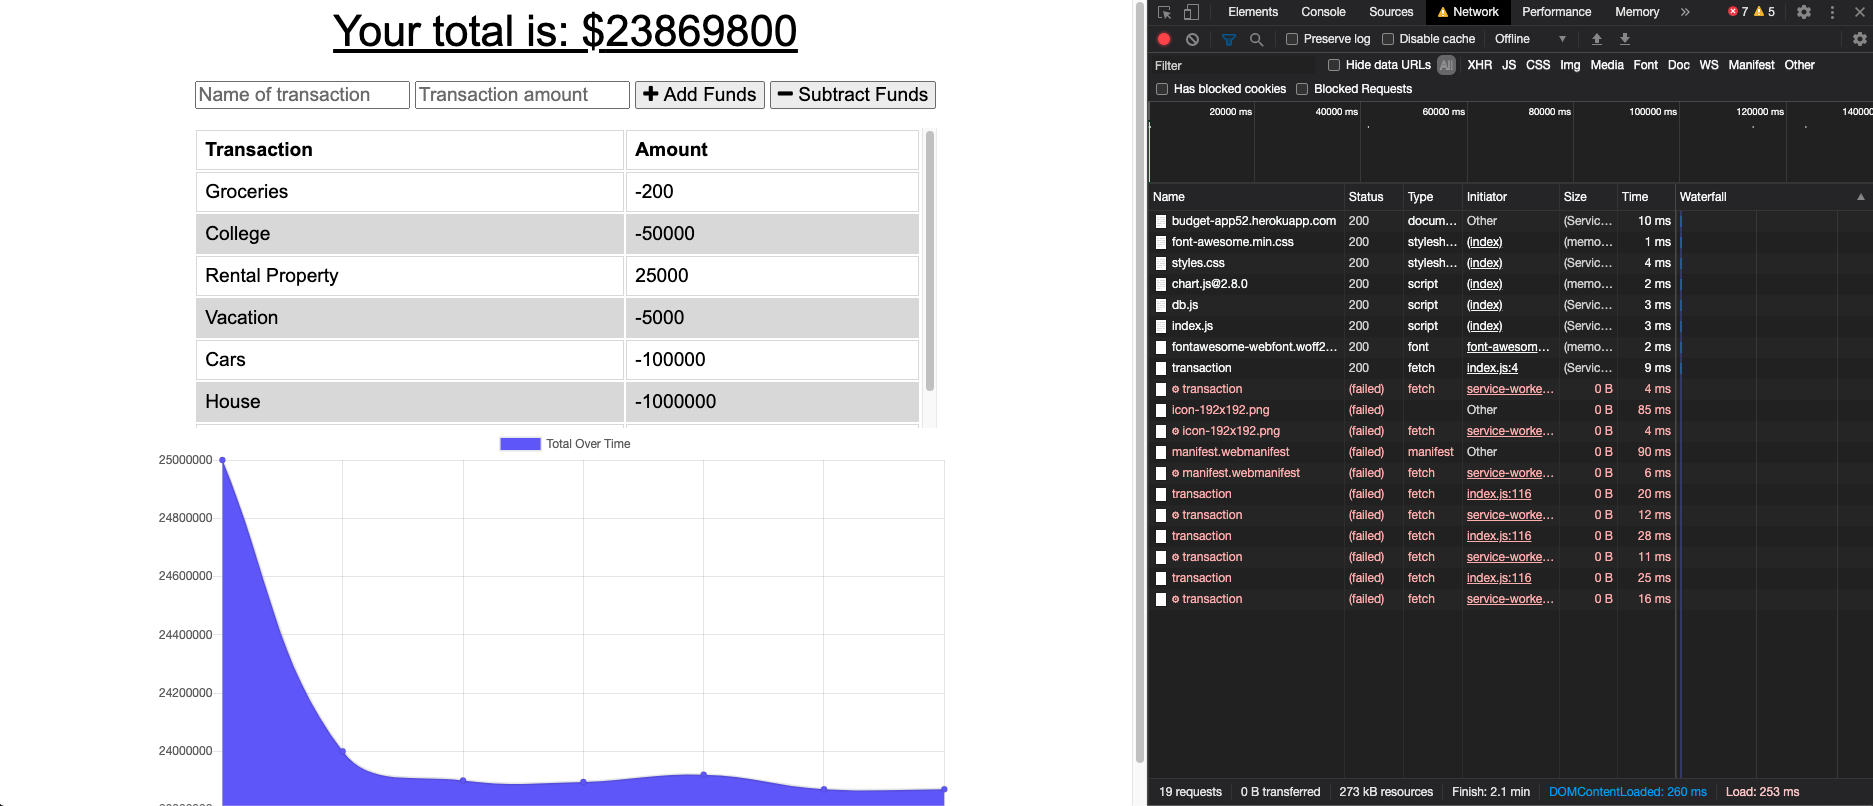 Your total is: $23869800
Name of transaction Transaction amount Add Funds Subtract Funds
Transaction Amount
Groceries -200
College -50000
Rental Property 25000
Vacation -5000
Cars -100000
House -1000000
Total Over Time
25000000
24800000
24600000
24400000
24200000
24000000
Elements Console Sources Network Performance Memory » 7 5
Preserve log Disable cache Offline
Filter Hide data URLs All XHR JS CSS Img Media Font Doc WS Manifest Other
Has blocked cookies Blocked Requests
20000 ms 40000 ms 60000 ms 80000 ms 100000 ms 120000 ms 140000
Name Status Type Initiator Size Time Waterfall
budget-app52.herokuapp.com 200 docum... Other (Servic... 10 ms
font-awesome.min.css 200 stylesh... (index) (memo... 1 ms
styles.css 200 stylesh... (index) (Servic... 4 ms
chart.js@2.8.0 200 script (index) (memo... 2 ms
db.js 200 script (index) (Servic... 3 ms
index.js 200 script (index) (Servic... 3 ms
fontawesome-webfont.woff2... 200 font font-awesom... (memo... 2 ms
transaction 200 fetch index.js:4 (Servic... 9 ms
transaction (failed) fetch service-worke... 0 B 4 ms
icon-192x192.png (failed) Other 0 B 85 ms
icon-192x192.png (failed) fetch service-worke... 0 B 4 ms
manifest.webmanifest (failed) manifest Other 0 B 90 ms
manifest.webmanifest (failed) fetch service-worke... 0 B 6 ms
transaction (failed) fetch index.js:116 0 B 20 ms
transaction (failed) fetch service-worke... 0 B 12 ms
transaction (failed) fetch index.js:116 0 B 28 ms
transaction (failed) fetch service-worke... 0 B 11 ms
transaction (failed) fetch index.js:116 0 B 25 ms
transaction (failed) fetch service-worke... 0 B 16 ms
19 requests 0 B transferred 273 kB resources Finish: 2.1 min DOMContentLoaded: 260 ms Load: 253 ms